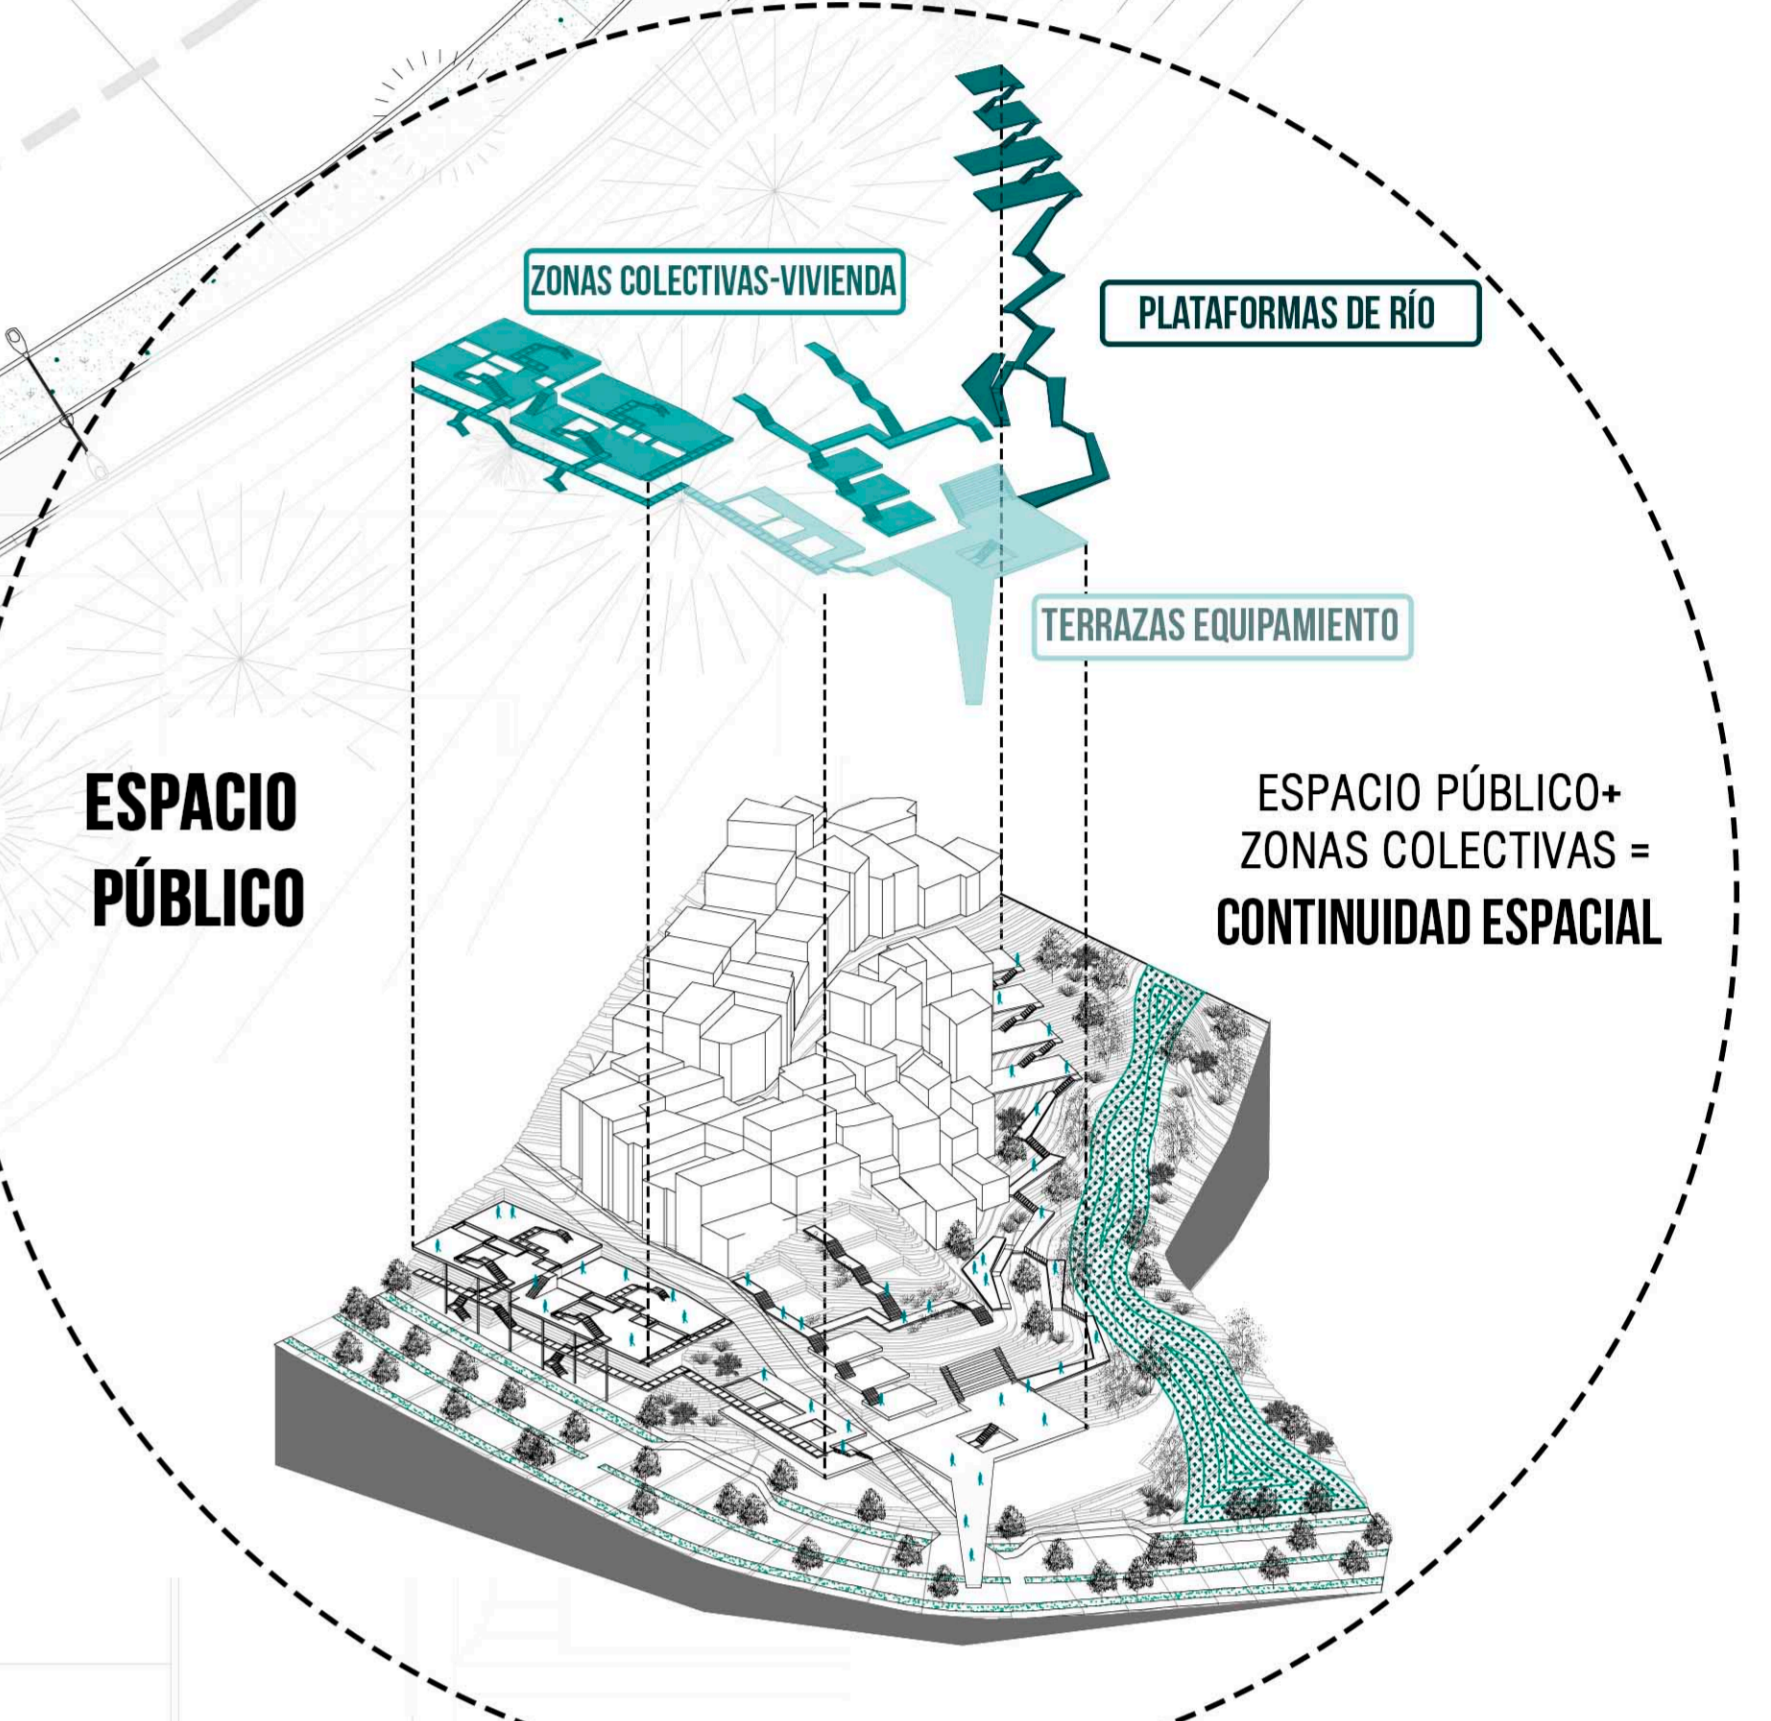 ZONAS COLECTIVAS-VIVIENDA
PLATAFORMAS DE RÍO
TERRAZAS EQUIPAMIENTO
ESPACIO
PÚBLICO
ESPACIO PÚBLICO+
ZONAS COLECTIVAS =
CONTINUIDAD ESPACIAL